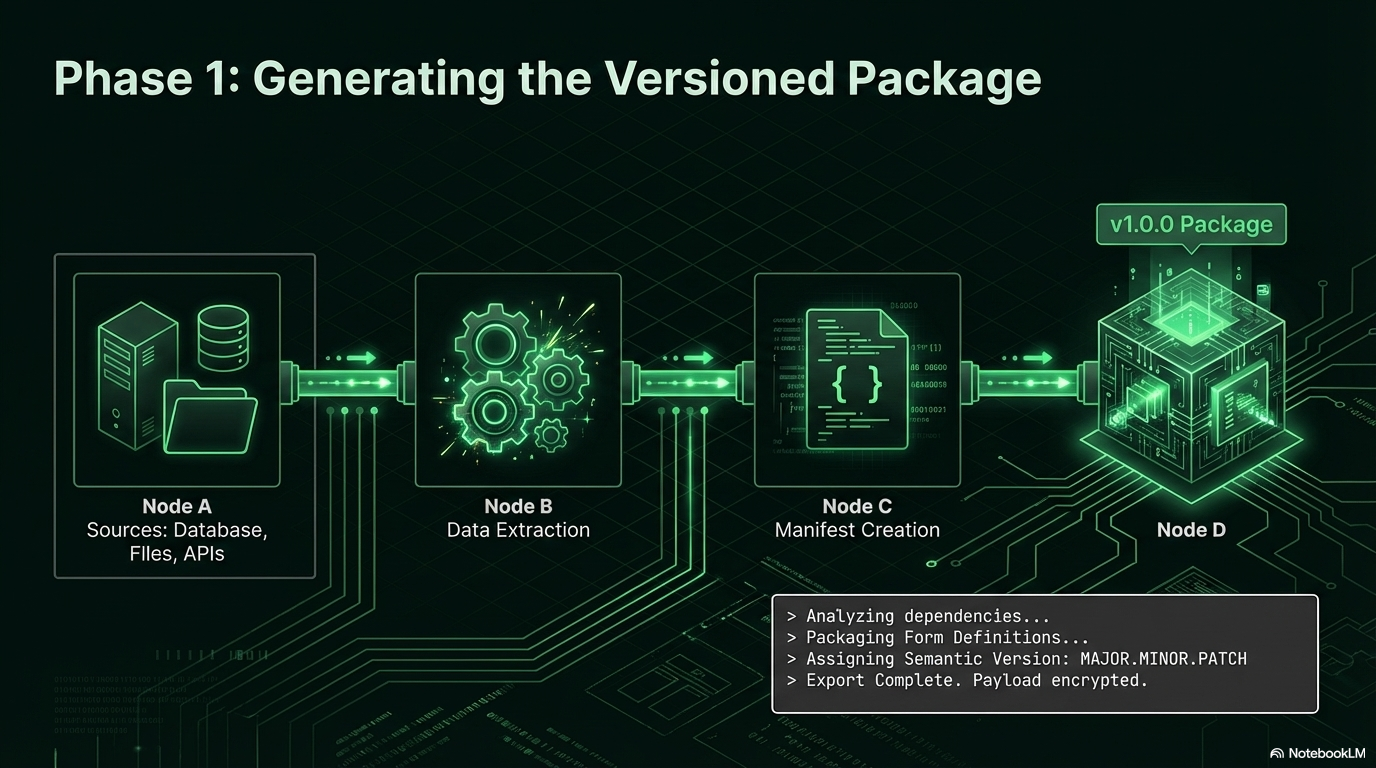 Phase 1: Generating the Versioned Package
v1.0.0 Package
Node A
Sources: Database,
FIles, APIs
Node B
Data Extraction
{ }
Node C
Manifest Creation
Node D
> Analyzing dependencies...
> Packaging Form Definitions...
> Assigning Semantic Version: MAJOR.MINOR.PATCH
> Export Complete. Payload encrypted.
NotebookLM